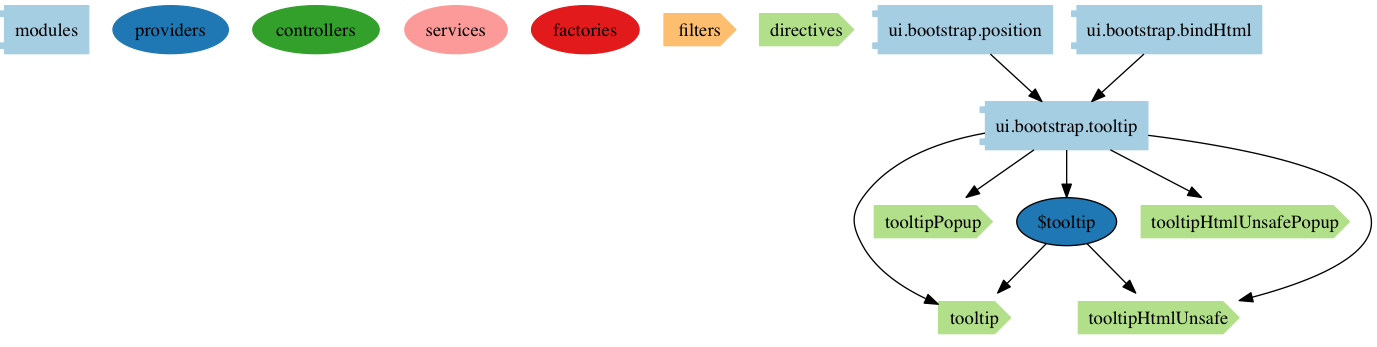 modules
providers
controllers
services
factories
filters
directives
ui.bootstrap.position
ui.bootstrap.bindHtml
ui.bootstrap.tooltip
tooltipPopup
$tooltip
tooltipHtmlUnsafePopup
tooltip
tooltipHtmlUnsafe